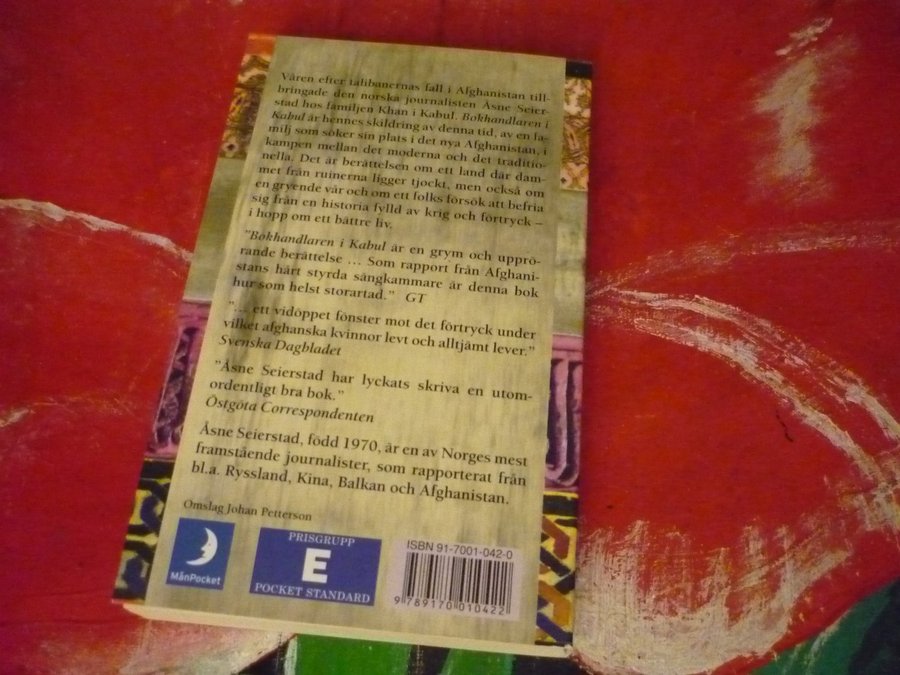 Våren efter talibanernas fall i Afghanistan till-
bringade den norska journalisten Åsne Seier-
stad hos familjen Khan i Kabul. Bokhandlaren i
Kabul är hennes skildring av denna tid, av en fa-
milj som söker sin plats i det nya Afghanistan, i
kampen mellan det moderna och det traditio-
nella. Det är berättelsen om ett land där dam-
met från ruinerna ligger tjockt, men också om
en gryende vår och om ett folks försök att befria
sig från en historia fylld av krig och förtryck –
i hopp om ett bättre liv.
"Bokhandlaren i Kabul är en grym och upprö-
rande berättelse ... Som rapport från Afghani-
stans hårt styrda sängkammare är denna bok
hur som helst storartad." GT
"... ett vidöppet fönster mot det förtryck under
vilket afghanska kvinnor levt och alltjämt lever."
Svenska Dagbladet
"Åsne Seierstad har lyckats skriva en utom-
ordentligt bra bok."
Östgöta Correspondenten
Åsne Seierstad, född 1970, är en av Norges mest
framstående journalister, som rapporterat från
bl.a. Ryssland, Kina, Balkan och Afghanistan.
Omslag Johan Petterson
MånPocket
PRISGRUPP
E
POCKET STANDARD
ISBN 91-7001-042-0
9 789170 010422